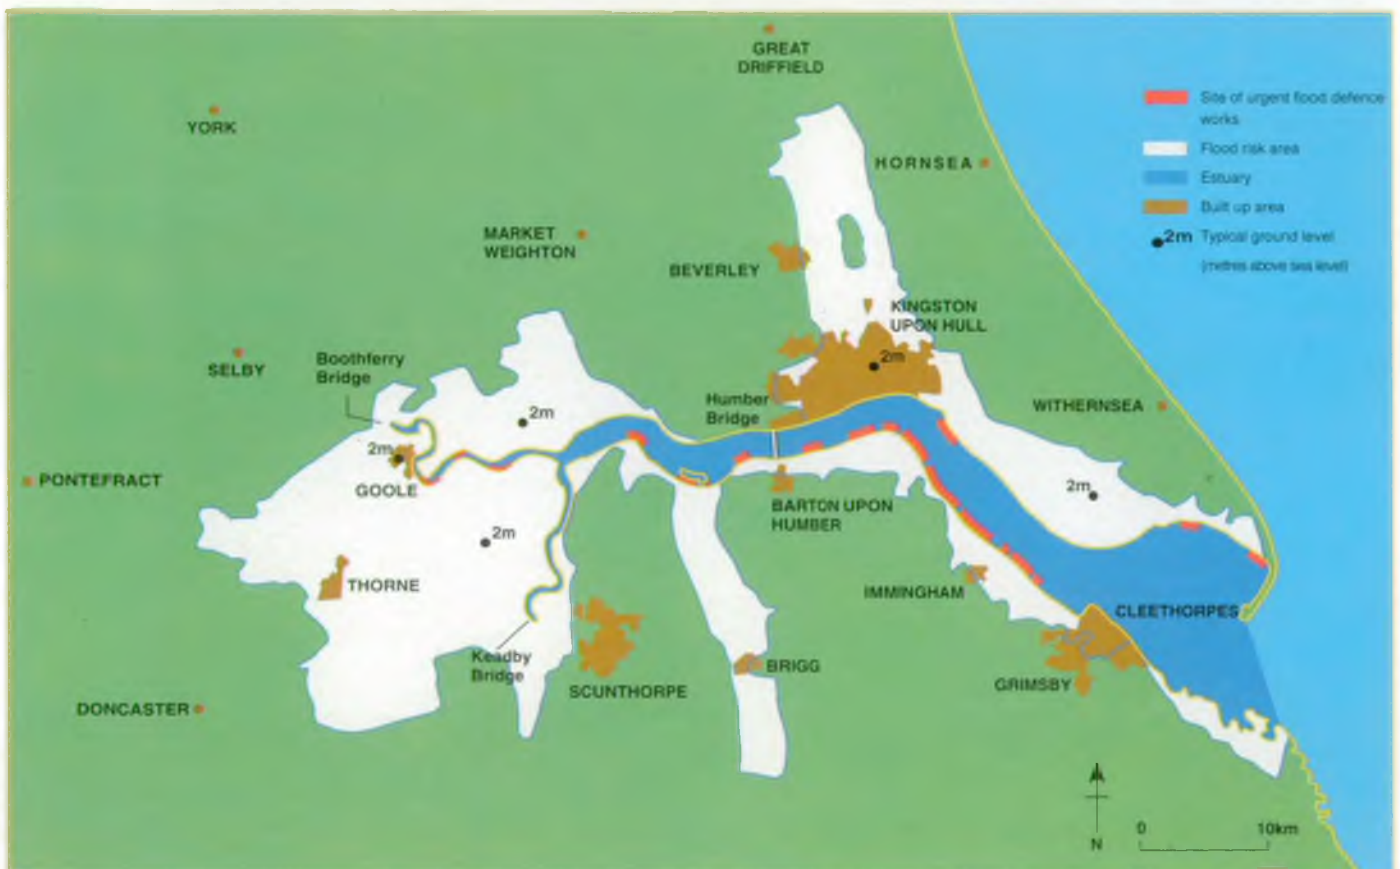 GREAT
DRIFFIELD
YORK
HORNSEA
Site of urgent flood defence
works
Flood risk area
Estuary
Built up area
2m Typical ground level
(metres above sea level)
MARKET
WEIGHTON
BEVERLEY
KINGSTON
UPON HULL
2m
SELBY
Boothferry
Bridge
Humber
Bridge
WITHERNSEA
2m
2m
GOOLE
PONTEFRACT
2m
BARTON UPON
HUMBER
2m
THORNE
IMMINGHAM
CLEETHORPES
Keadby
Bridge
SCUNTHORPE
BRIGG
GRIMSBY
DONCASTER
N
0 10km